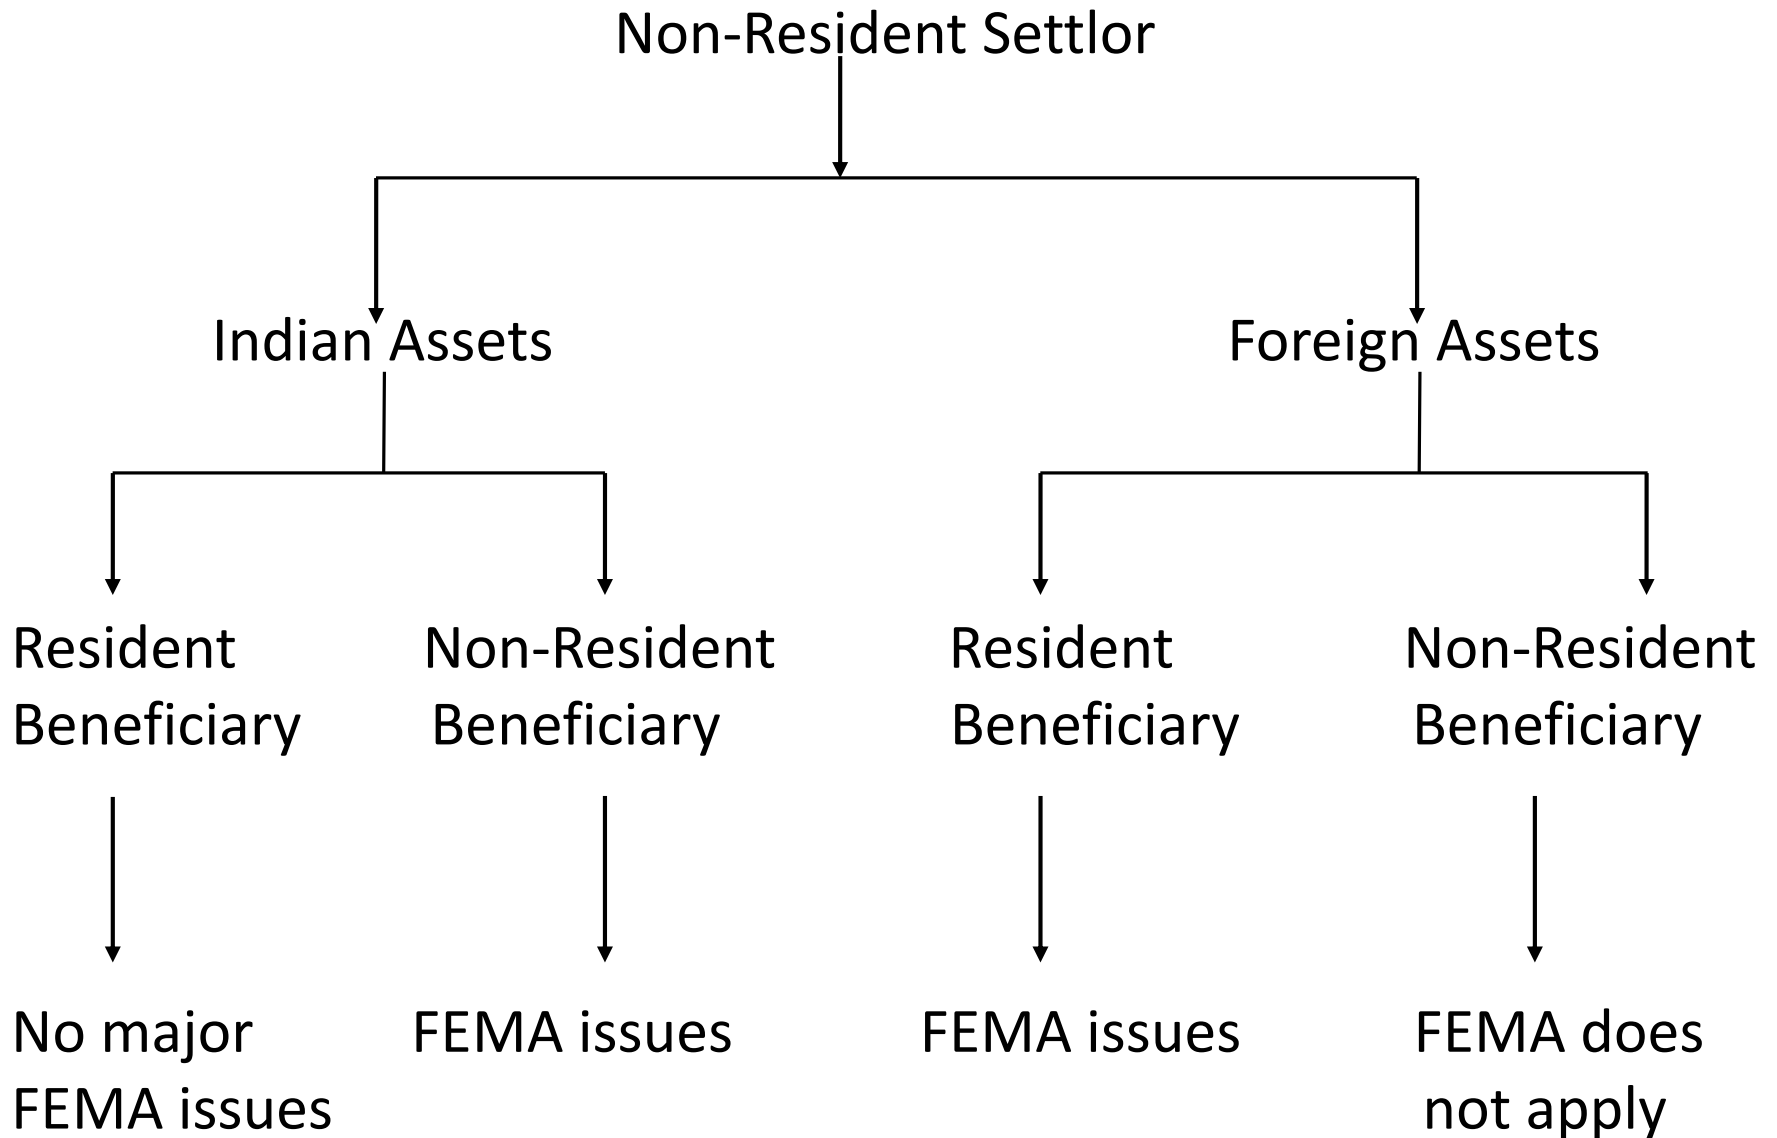 Non-Resident Settlor
Indian Assets
Foreign Assets
Resident
Beneficiary
Non-Resident
Beneficiary
Resident
Beneficiary
Non-Resident
Beneficiary
No major
FEMA issues
FEMA issues
FEMA issues
FEMA does
not apply